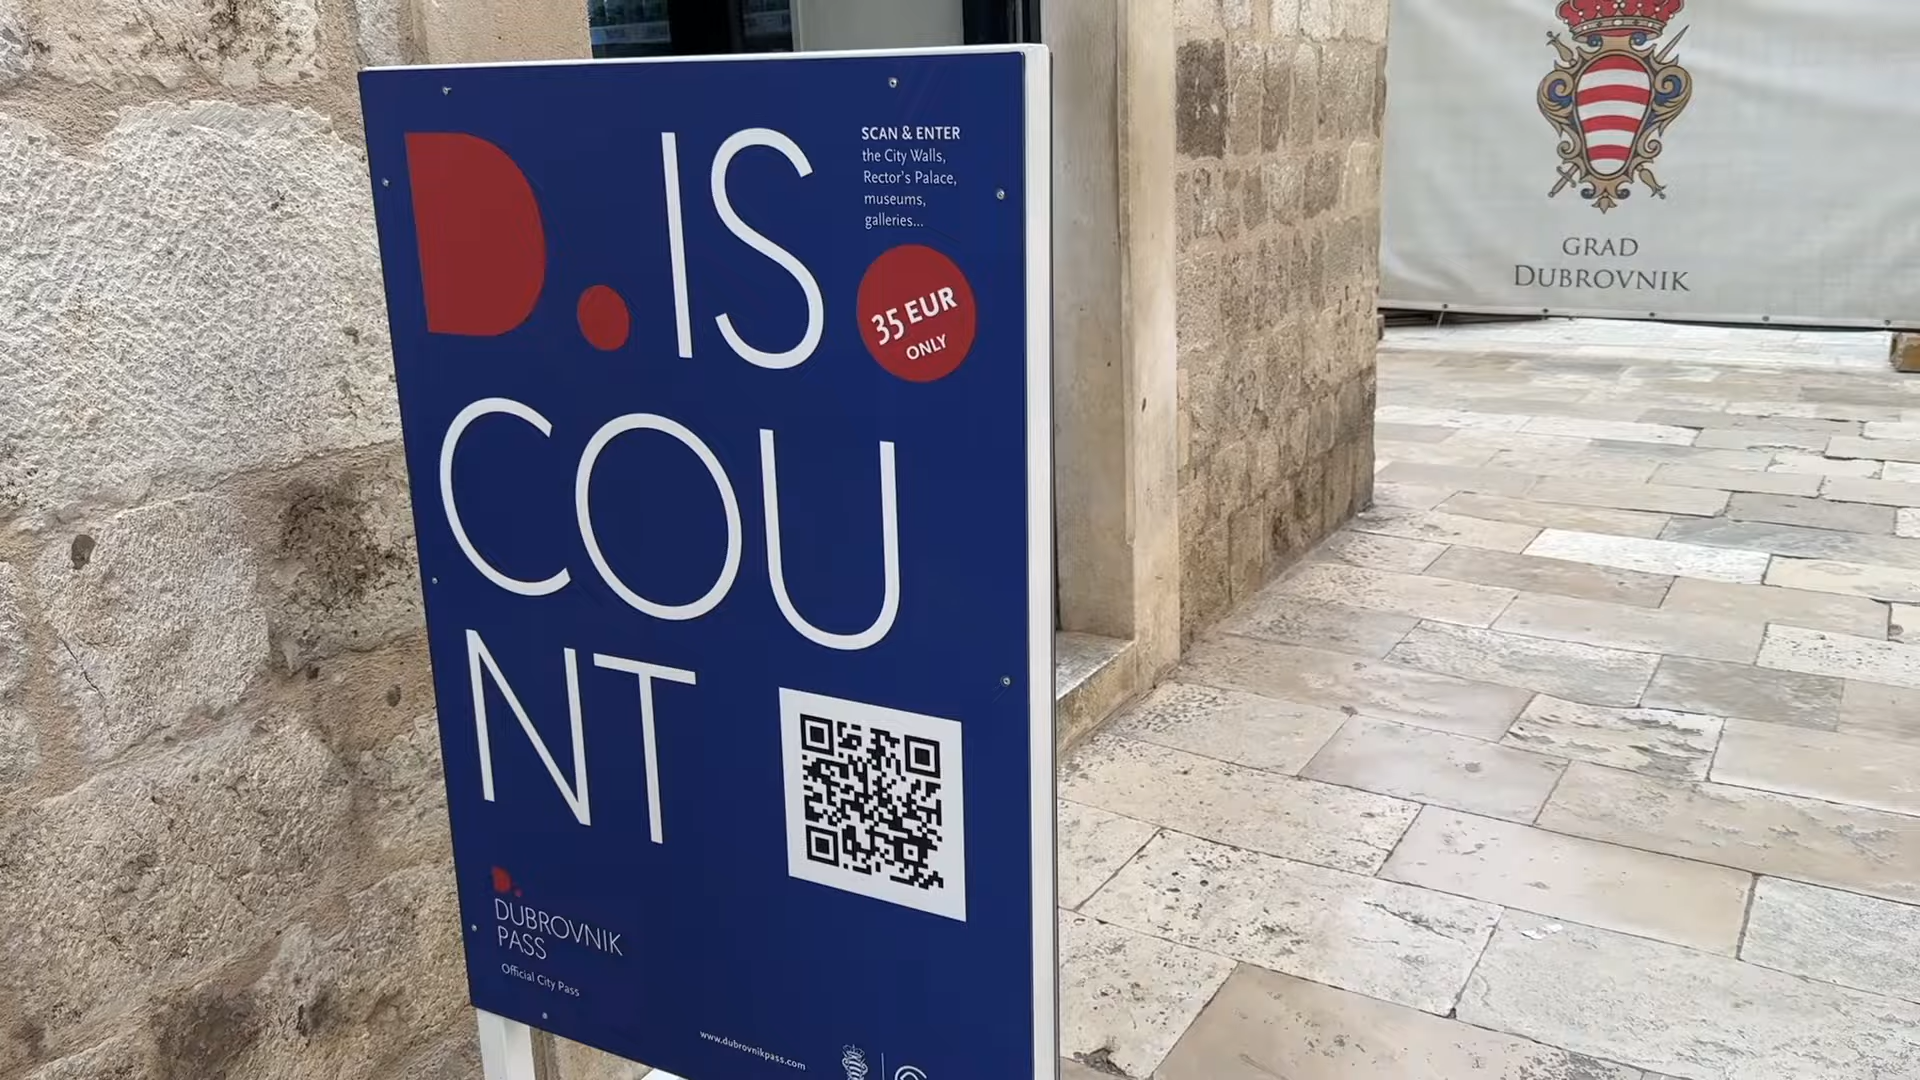 D.IS
COU
NT
SCAN & ENTER
the City Walls,
Rector's Palace,
museums,
galleries...
35 EUR
ONLY
DUBROVNIK
PASS
Official City Pass
www.dubrovnikpass.com
GRAD
DUBROVNIK